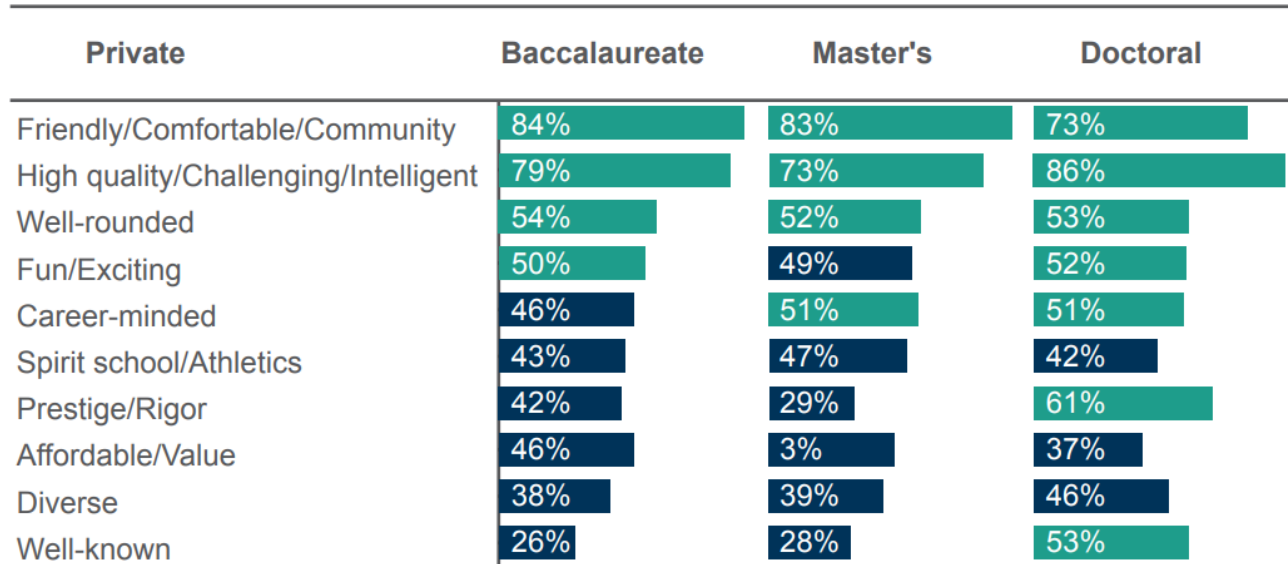 Private Baccalaureate Master's Doctoral
Friendly/Comfortable/Community 84% 83% 73%
High quality/Challenging/Intelligent 79% 73% 86%
Well-rounded 54% 52% 53%
Fun/Exciting 50% 49% 52%
Career-minded 46% 51% 51%
Spirit school/Athletics 43% 47% 42%
Prestige/Rigor 42% 29% 61%
Affordable/Value 46% 3% 37%
Diverse 38% 39% 46%
Well-known 26% 28% 53%